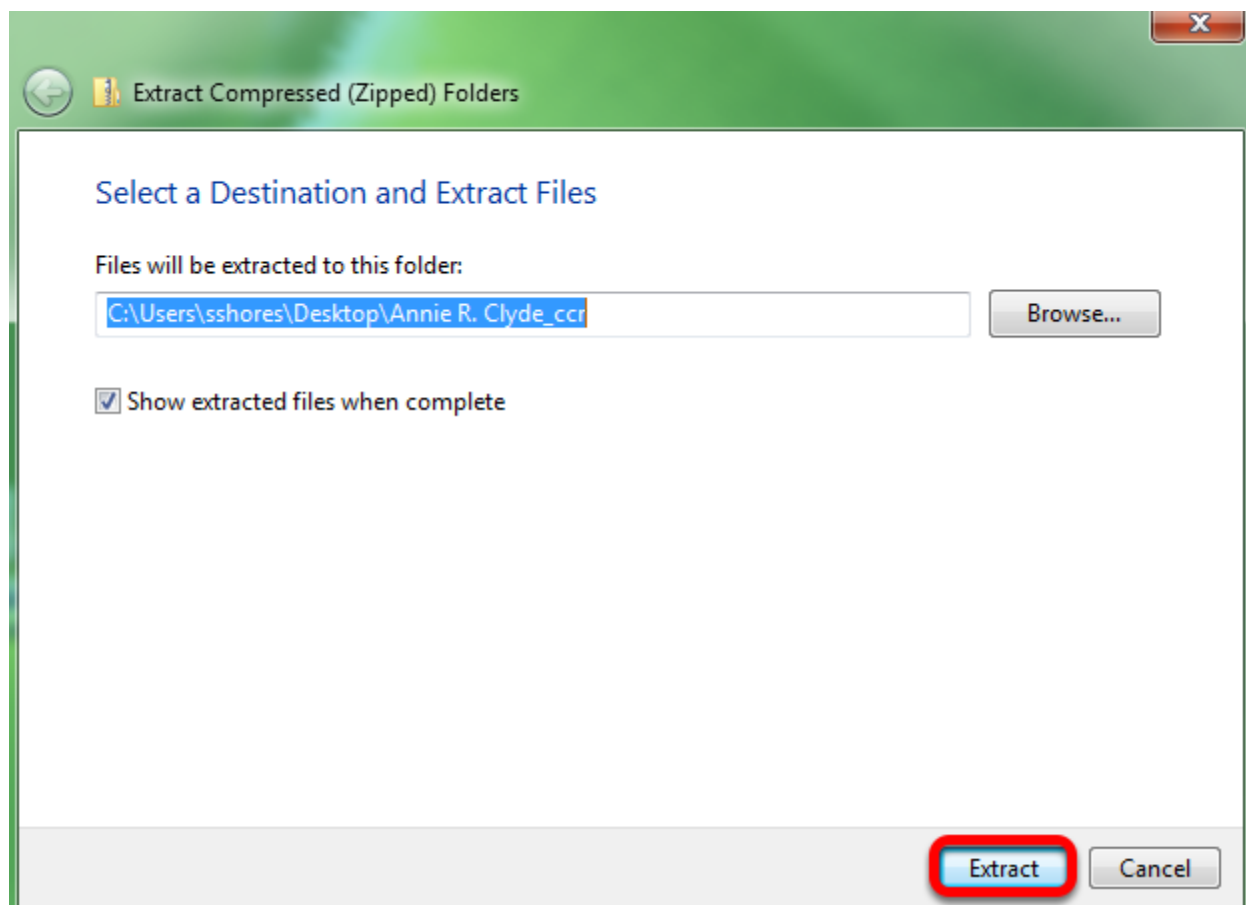 Extract Compressed (Zipped) Folders
Select a Destination and Extract Files
Files will be extracted to this folder:
C:\Users\sshores\Desktop\Annie R. Clyde_ccr
Browse...
Show extracted files when complete
Extract
Cancel